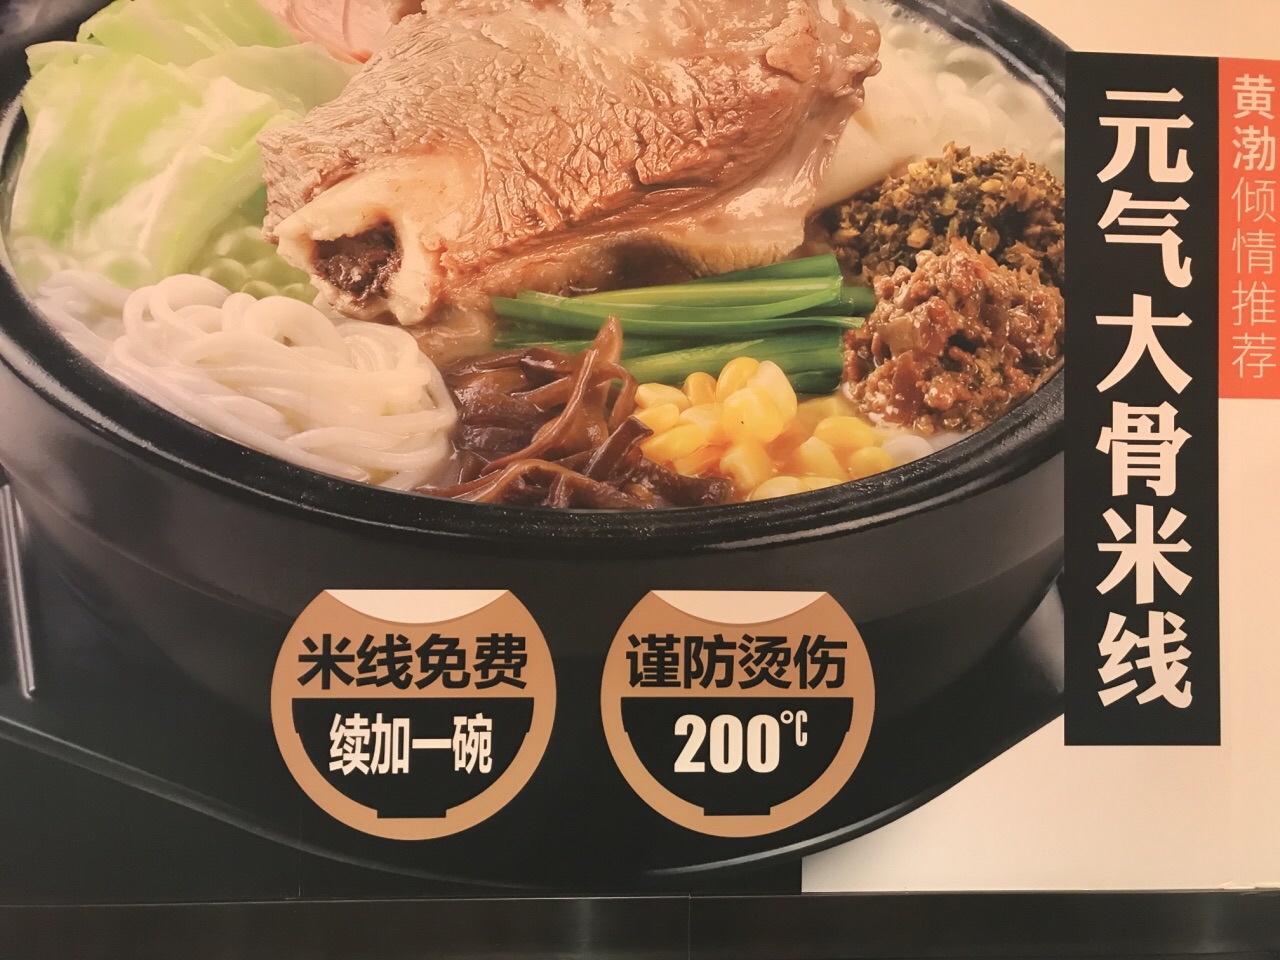 黄渤倾情推荐
元气大骨米线
米线免费
续加一碗
谨防烫伤
200℃